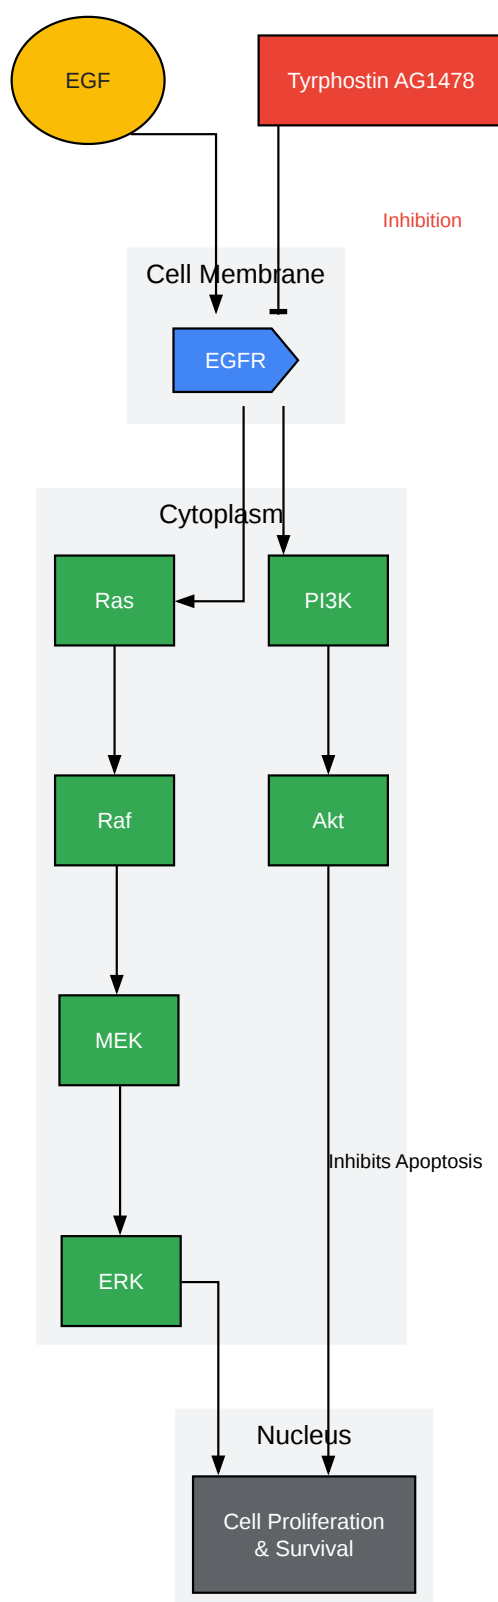 EGF
Tyrphostin AG1478
Inhibition
Cell Membrane
EGFR
Cytoplasm
Ras
PI3K
Raf
Akt
MEK
Inhibits Apoptosis
ERK
Nucleus
Cell Proliferation
& Survival